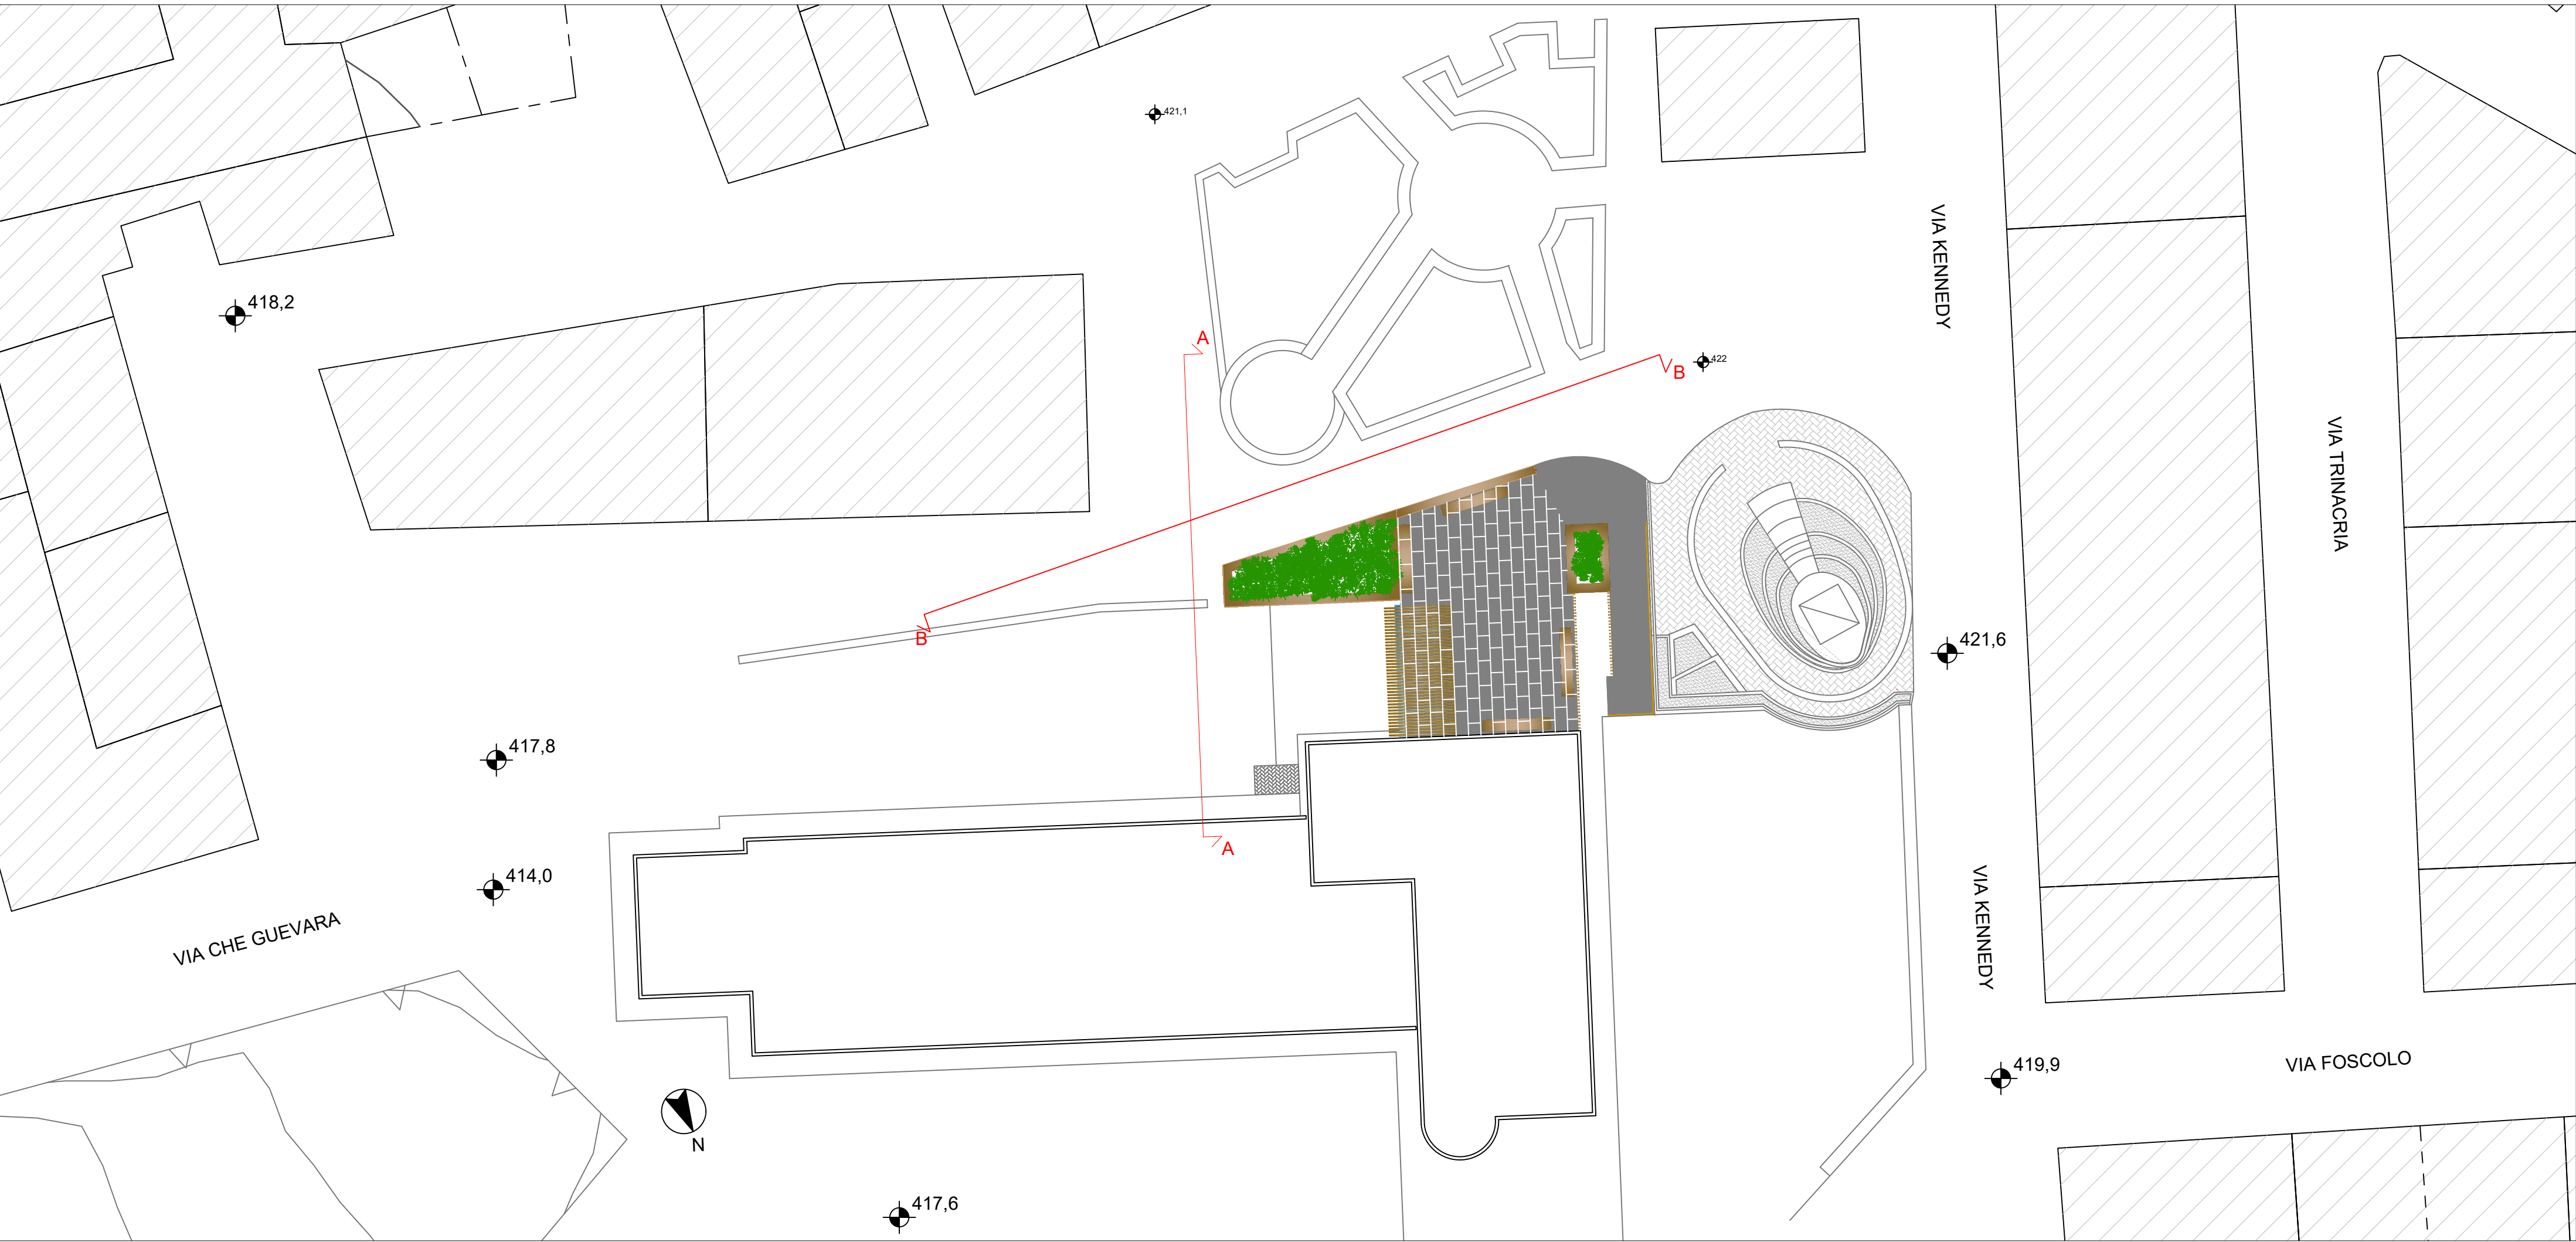 421,1
VIA KENNEDY
418,2
A
422
B
VIA TRINACRIA
B
421,6
417,8
A
414,0
VIA CHE GUEVARA
VIA KENNEDY
419,9
VIA FOSCOLO
N
417,6